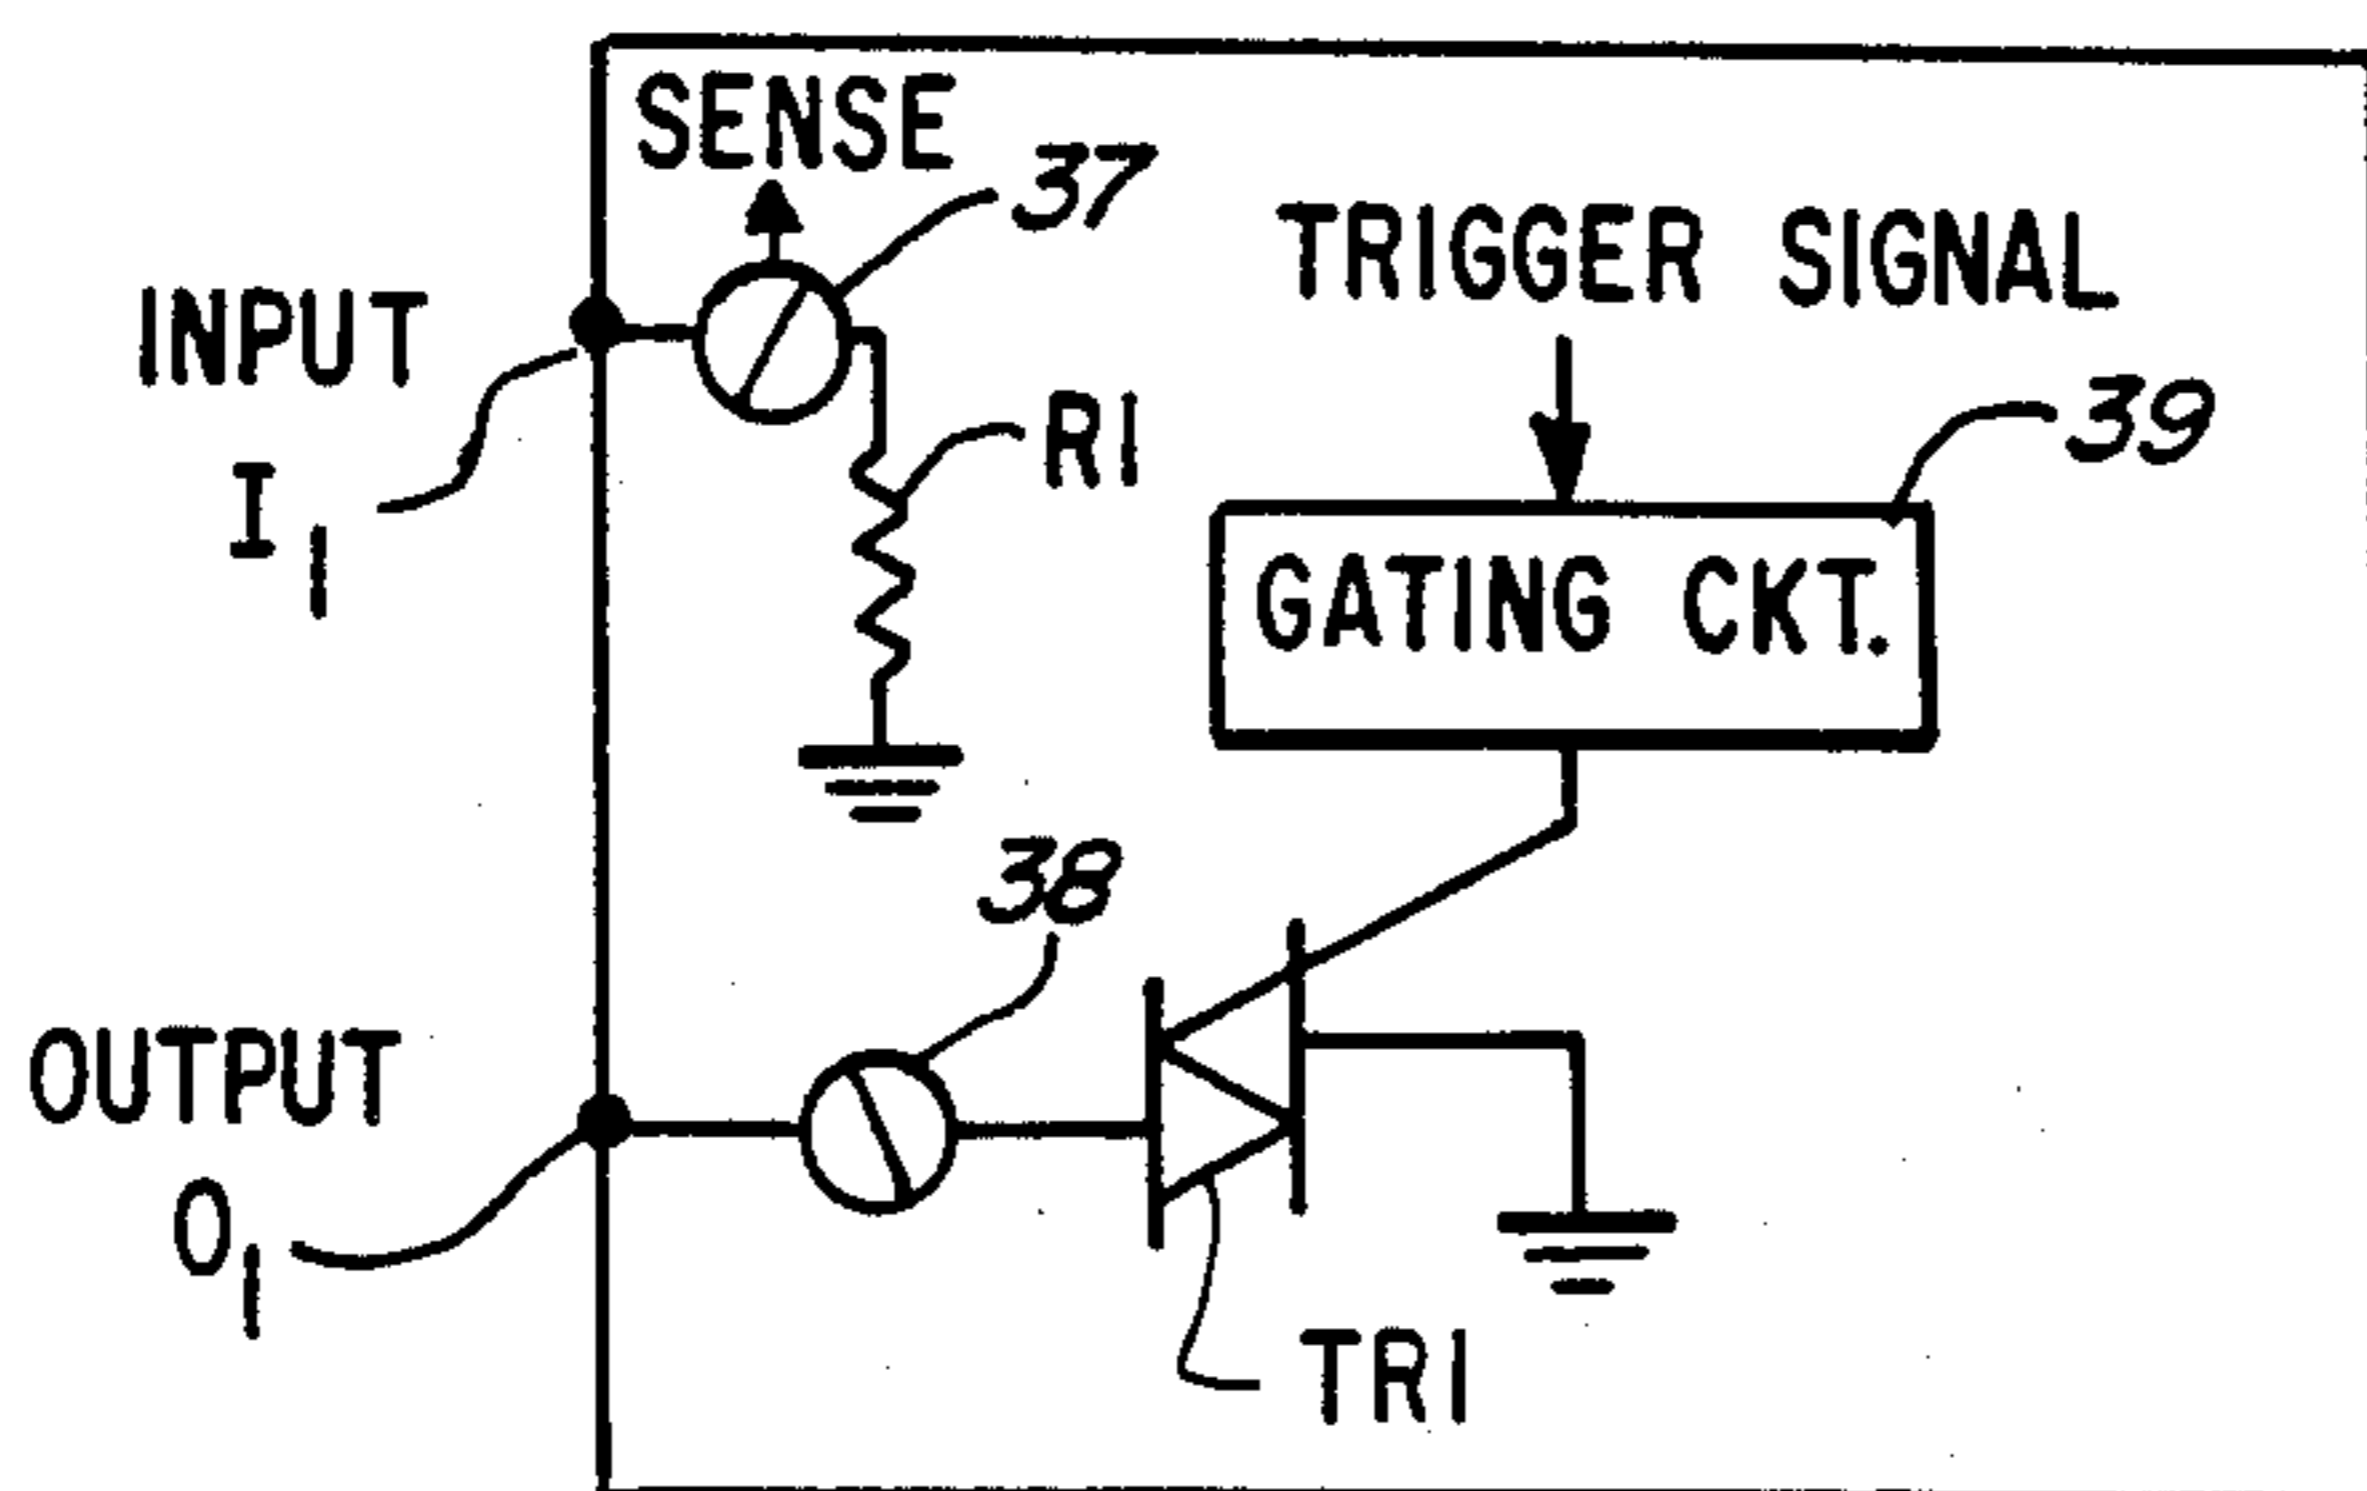 SENSE
37
TRIGGER SIGNAL
INPUT
I1
R1
39
GATING CKT.
38
OUTPUT
O1
TR1